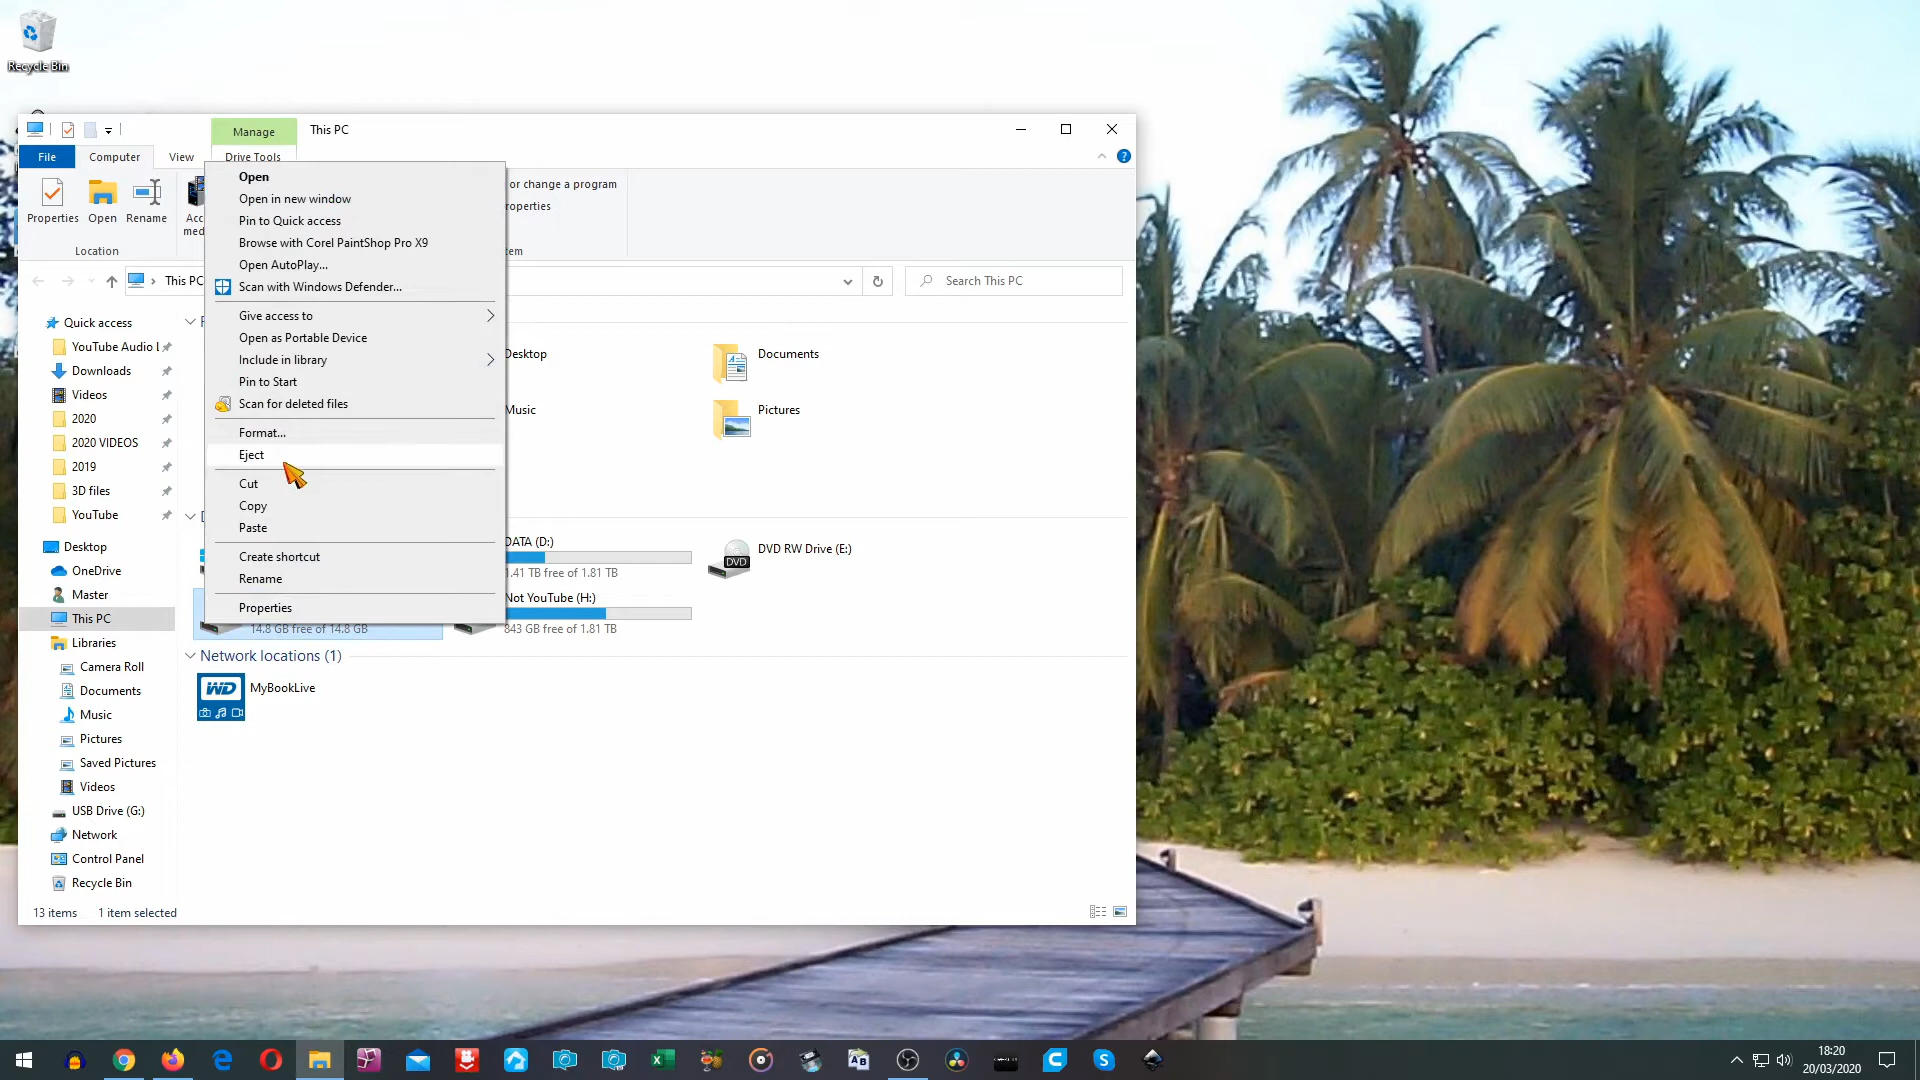 Recycle Bin
Manage
This PC
File
Computer
View
Drive Tools
Properties
Open
Rename
Acc
med
Location
or change a program
roperties
tem
This PC
Search This PC
Open
Open in new window
Pin to Quick access
Browse with Corel PaintShop Pro X9
Open AutoPlay...
Scan with Windows Defender...
Give access to
Open as Portable Device
Include in library
Pin to Start
Scan for deleted files
Format...
Eject
Cut
Copy
Paste
Create shortcut
Rename
Properties
Quick access
YouTube Audio L
Downloads
Videos
2020
2020 VIDEOS
2019
3D files
YouTube
Desktop
OneDrive
Master
This PC
Libraries
Camera Roll
Documents
Music
Pictures
Saved Pictures
Videos
USB Drive (G:)
Network
Control Panel
Recycle Bin
Desktop
Documents
Music
Pictures
DATA (D:)
1.41 TB free of 1.81 TB
DVD
DVD RW Drive (E:)
Not YouTube (H:)
14.8 GB free of 14.8 GB
843 GB free of 1.81 TB
Network locations (1)
WD
MyBookLive
13 items
1 item selected
18:20
20/03/2020